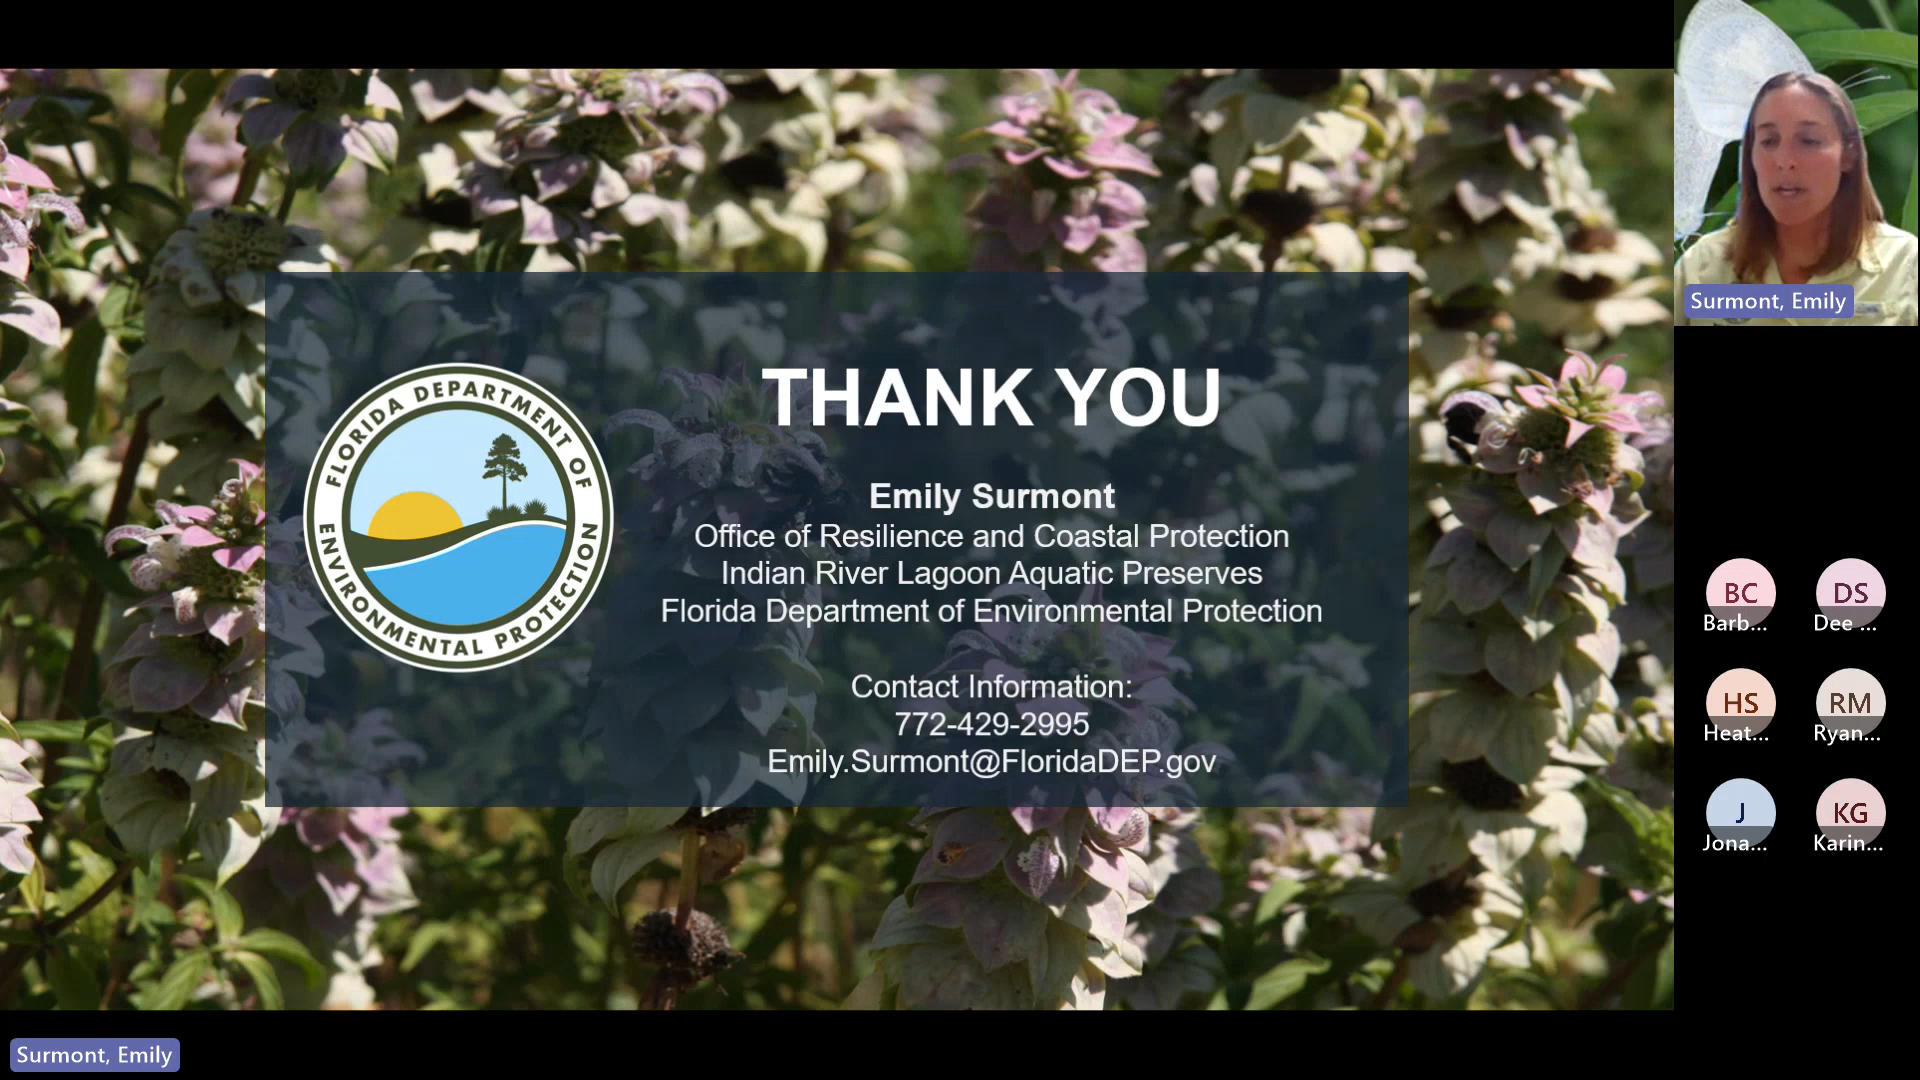 Surmont, Emily
FLORIDA DEPARTMENT OF
ENVIRONMENTAL PROTECTION
THANK YOU
Emily Surmont
Office of Resilience and Coastal Protection
Indian River Lagoon Aquatic Preserves
Florida Department of Environmental Protection
Contact Information:
772-429-2995
Emily.Surmont@FloridaDEP.gov
BC
Barb...
DS
Dee ...
HS
Heat...
RM
Ryan...
J
Jona...
KG
Karin...
Surmont, Emily